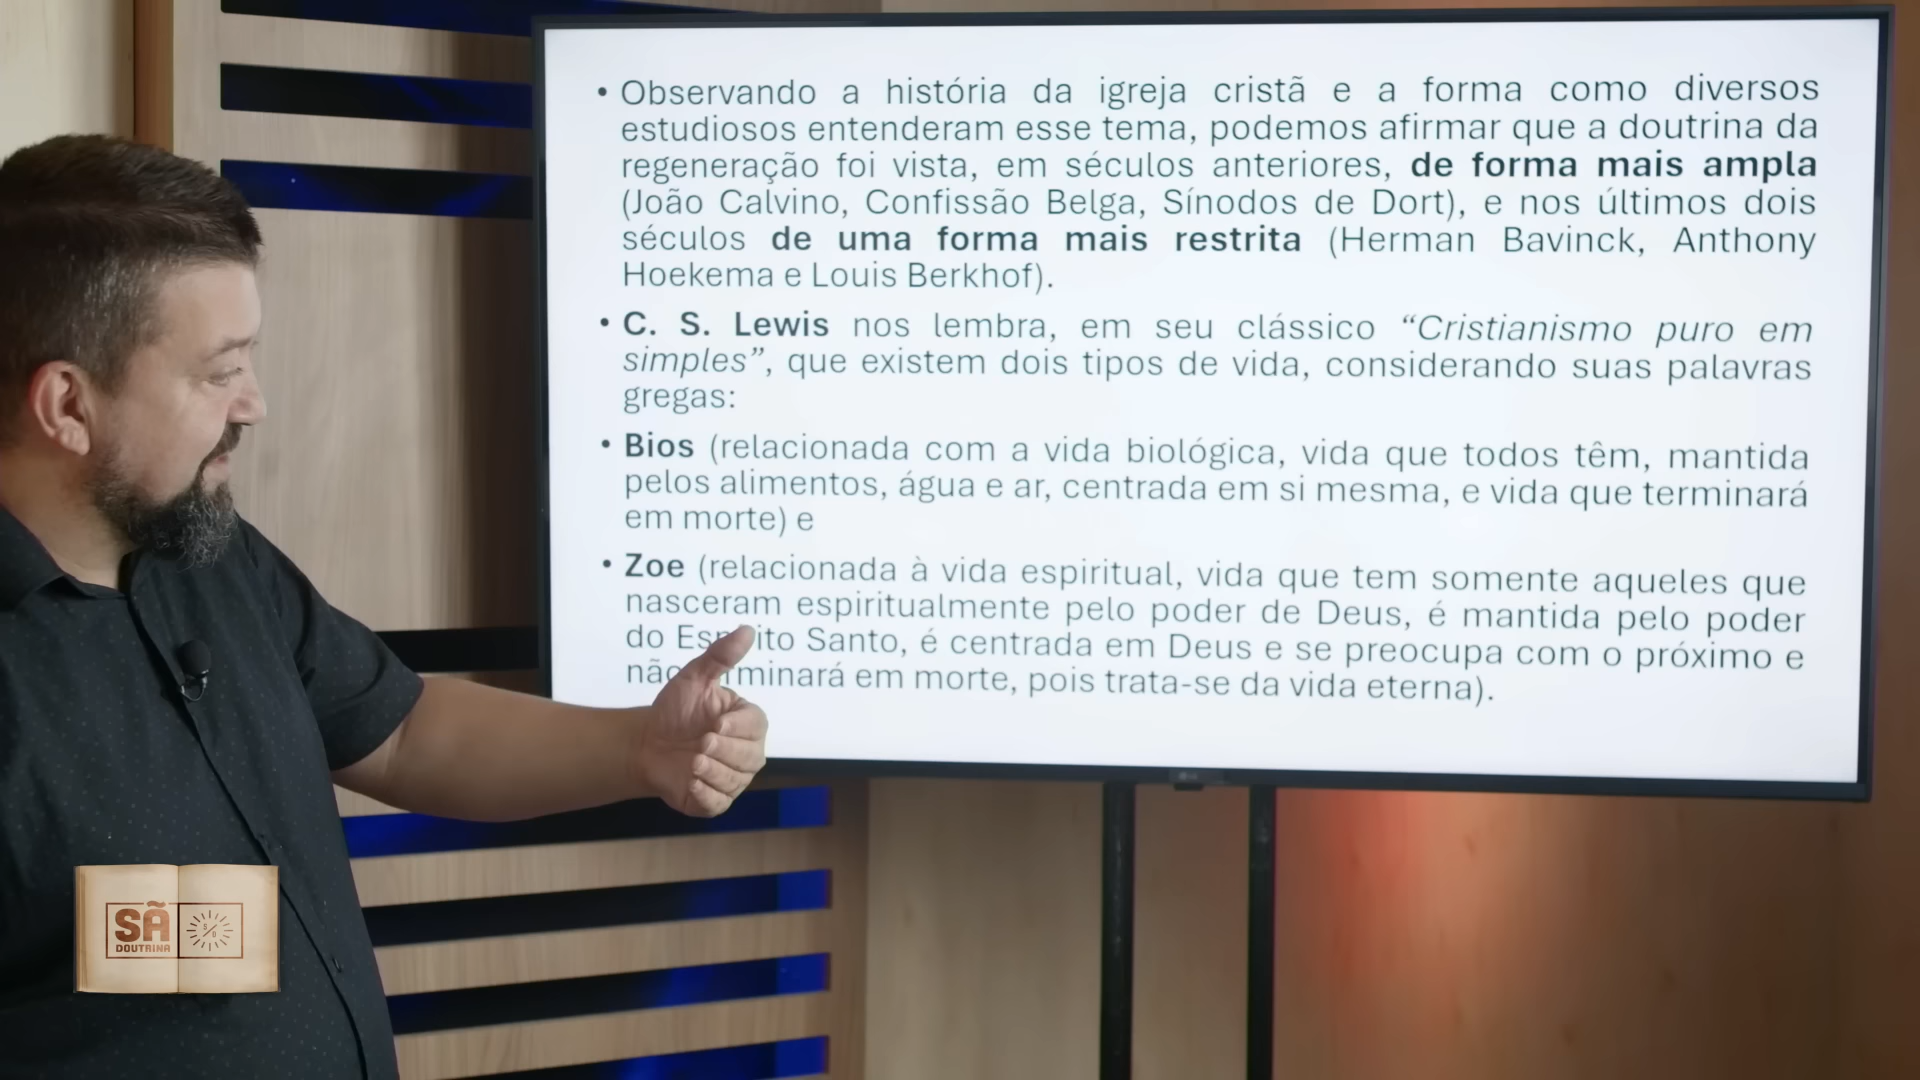 • Observando a história da igreja cristã e a forma como diversos
estudiosos entenderam esse tema, podemos afirmar que a doutrina da
regeneração foi vista, em séculos anteriores, de forma mais ampla
(João Calvino, Confissão Belga, Sínodos de Dort), e nos últimos dois
séculos de uma forma mais restrita (Herman Bavinck, Anthony
Hoekema e Louis Berkhof).
• C. S. Lewis nos lembra, em seu clássico “Cristianismo puro em
simples”, que existem dois tipos de vida, considerando suas palavras
gregas:
• Bios (relacionada com a vida biológica, vida que todos têm, mantida
pelos alimentos, água e ar, centrada em si mesma, e vida que terminará
em morte) e
• Zoe (relacionada à vida espiritual, vida que tem somente aqueles que
nasceram espiritualmente pelo poder de Deus, é mantida pelo poder
do Santo, é centrada em Deus e se preocupa com o próximo e
em morte, pois trata-se da vida eterna).
SÃ
DOUTRINA